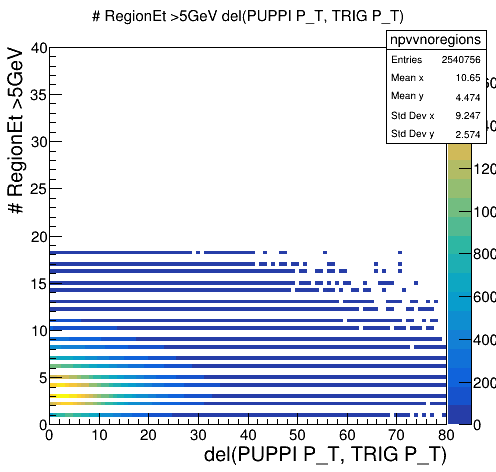 # RegionEt >5GeV del(PUPPI P_T, TRIG P_T)
npvvnoregions
Entries 2540756
Mean x 10.65
Mean y 4.474
Std Dev x 9.247
Std Dev y 2.574
# RegionEt >5GeV
40
35
30
25
20
15
10
5
0
800
600
400
200
0
0 10 20 30 40 50 60 70 80
del(PUPPI P_T, TRIG P_T)